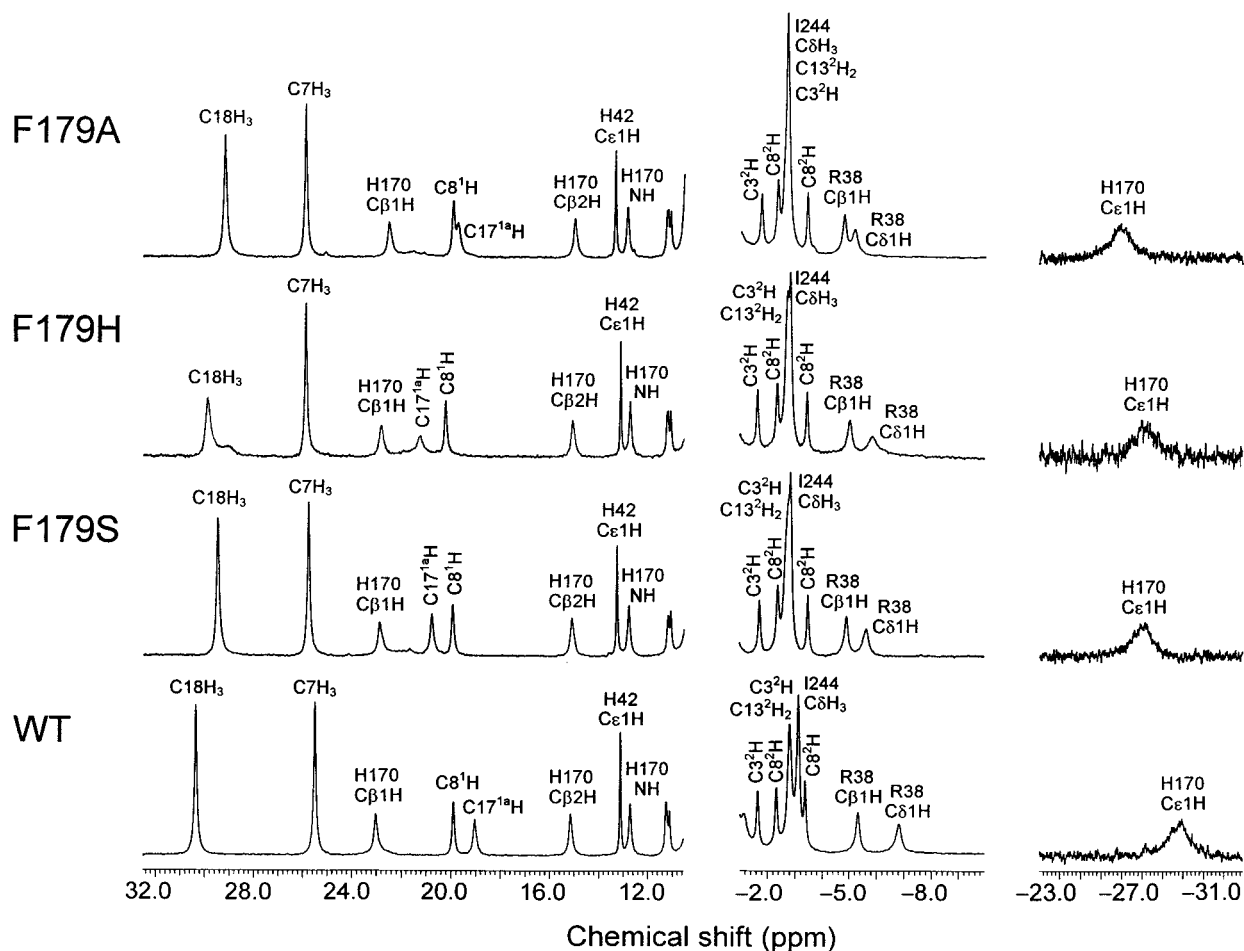 F179A
C18H₃
C7H₃
H170
Cβ1H
C8¹H
C17¹ᵃH
H170
Cβ2H
H42
Cε1H
H170
NH
C3²H
C8²H
I244
CδH₃
C13²H₂
C3²H
C8²H
R38
Cβ1H
R38
Cδ1H
H170
Cε1H
F179H
C18H₃
C7H₃
H170
Cβ1H
C17¹ᵃH
C8¹H
H170
Cβ2H
H42
Cε1H
H170
NH
C3²H
C8²H
C3²H
C13²H₂
I244
CδH₃
C8²H
R38
Cβ1H
R38
Cδ1H
H170
Cε1H
F179S
C18H₃
C7H₃
H170
Cβ1H
C17¹ᵃH
C8¹H
H170
Cβ2H
H42
Cε1H
H170
NH
C3²H
C8²H
C3²H
C13²H₂
I244
CδH₃
C8²H
R38
Cβ1H
R38
Cδ1H
H170
Cε1H
WT
C18H₃
C7H₃
H170
Cβ1H
C8¹H
C17¹ᵃH
H170
Cβ2H
H42
Cε1H
H170
NH
C3²H
C8²H
C3²H
C13²H₂
I244
CδH₃
C8²H
R38
Cβ1H
R38
Cδ1H
H170
Cε1H
32.0 28.0 24.0 20.0 16.0 12.0 −2.0 −5.0 −8.0 −23.0 −27.0 −31.0
Chemical shift (ppm)